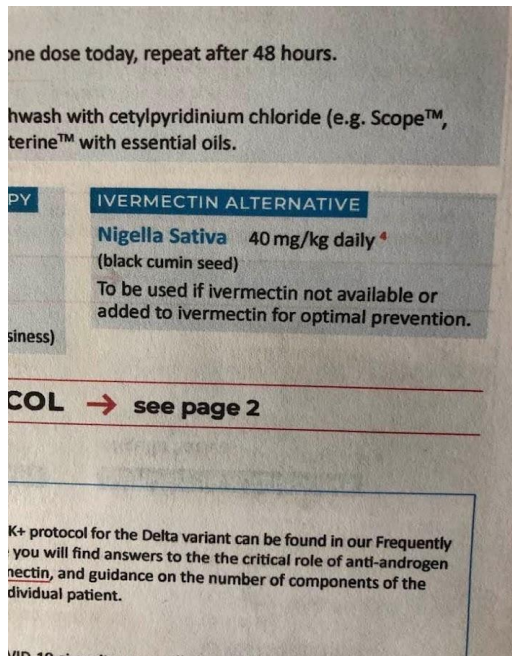 one dose today, repeat after 48 hours.
hwash with cetylpyridinium chloride (e.g. Scope™,
terine™ with essential oils.
PY
IVERMECTIN ALTERNATIVE
Nigella Sativa 40 mg/kg daily ⁴
(black cumin seed)
To be used if ivermectin not available or
added to ivermectin for optimal prevention.
siness)
COL → see page 2
K+ protocol for the Delta variant can be found in our Frequently
you will find answers to the the critical role of anti-androgen
nectin, and guidance on the number of components of the
dividual patient.